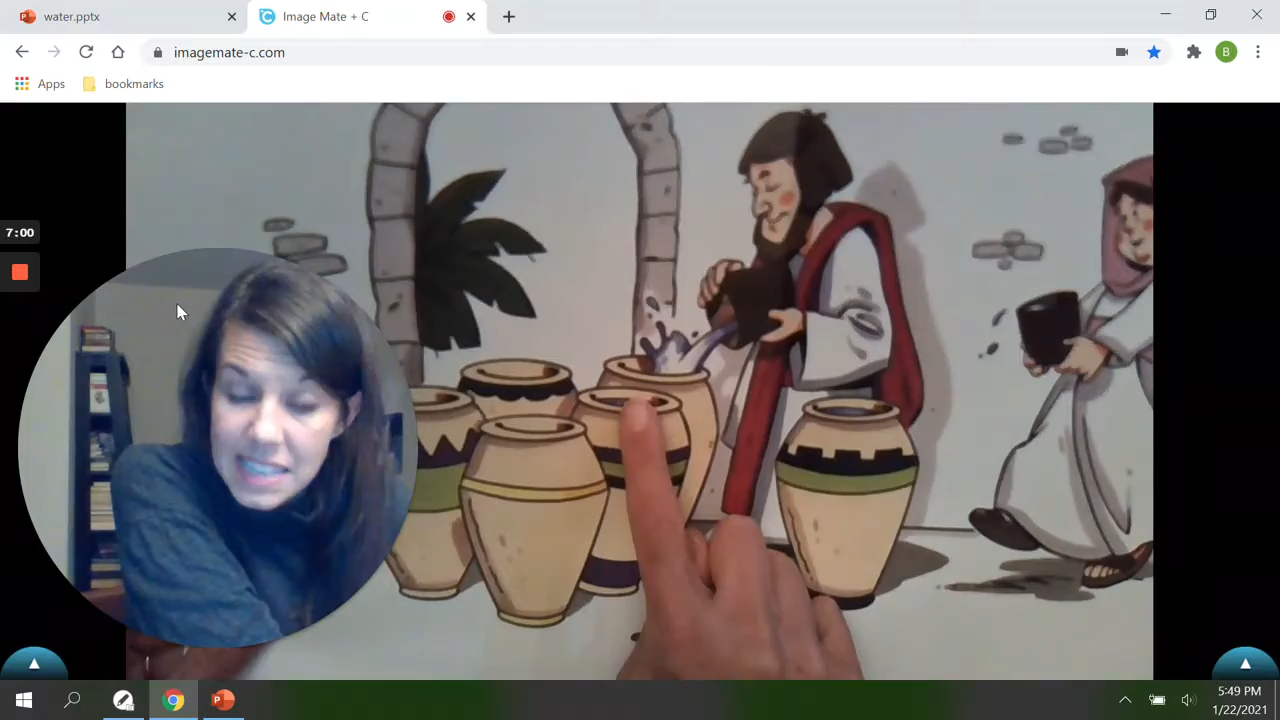 water.pptx
Image Mate + C
imagemate-c.com
B
Apps
bookmarks
7:00
5:49 PM
1/22/2021